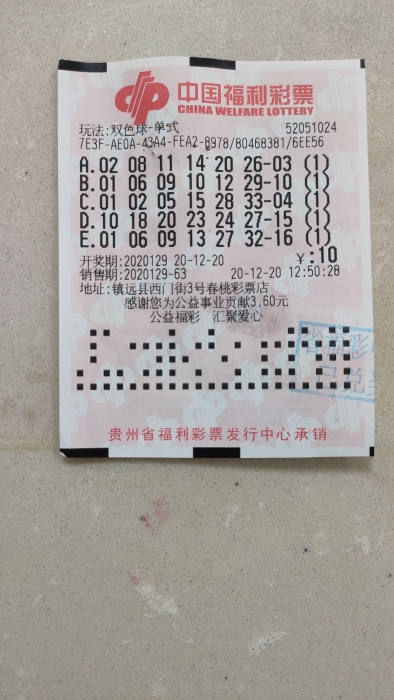 中国福利彩票
CHINA WELFARE LOTTERY
玩法:双色球-单式 52051024
7E3F-AE0A-43A4-FEA2-8978/80468381/6EE56
A.02 08 11 14 20 26-03 (1)
B.01 06 09 10 12 29-10 (1)
C.01 02 05 15 28 33-04 (1)
D.10 18 20 23 24 27-15 (1)
E.01 06 09 13 27 32-16 (1)
开奖期:2020129 20-12-20 ￥:10
销售期:2020129-63 20-12-20 12:50:28
地址:镇远县西门街3号春桃彩票店
感谢您为公益事业贡献3.60元
公益福彩 汇聚爱心
已兑
贵州省福利彩票发行中心承销